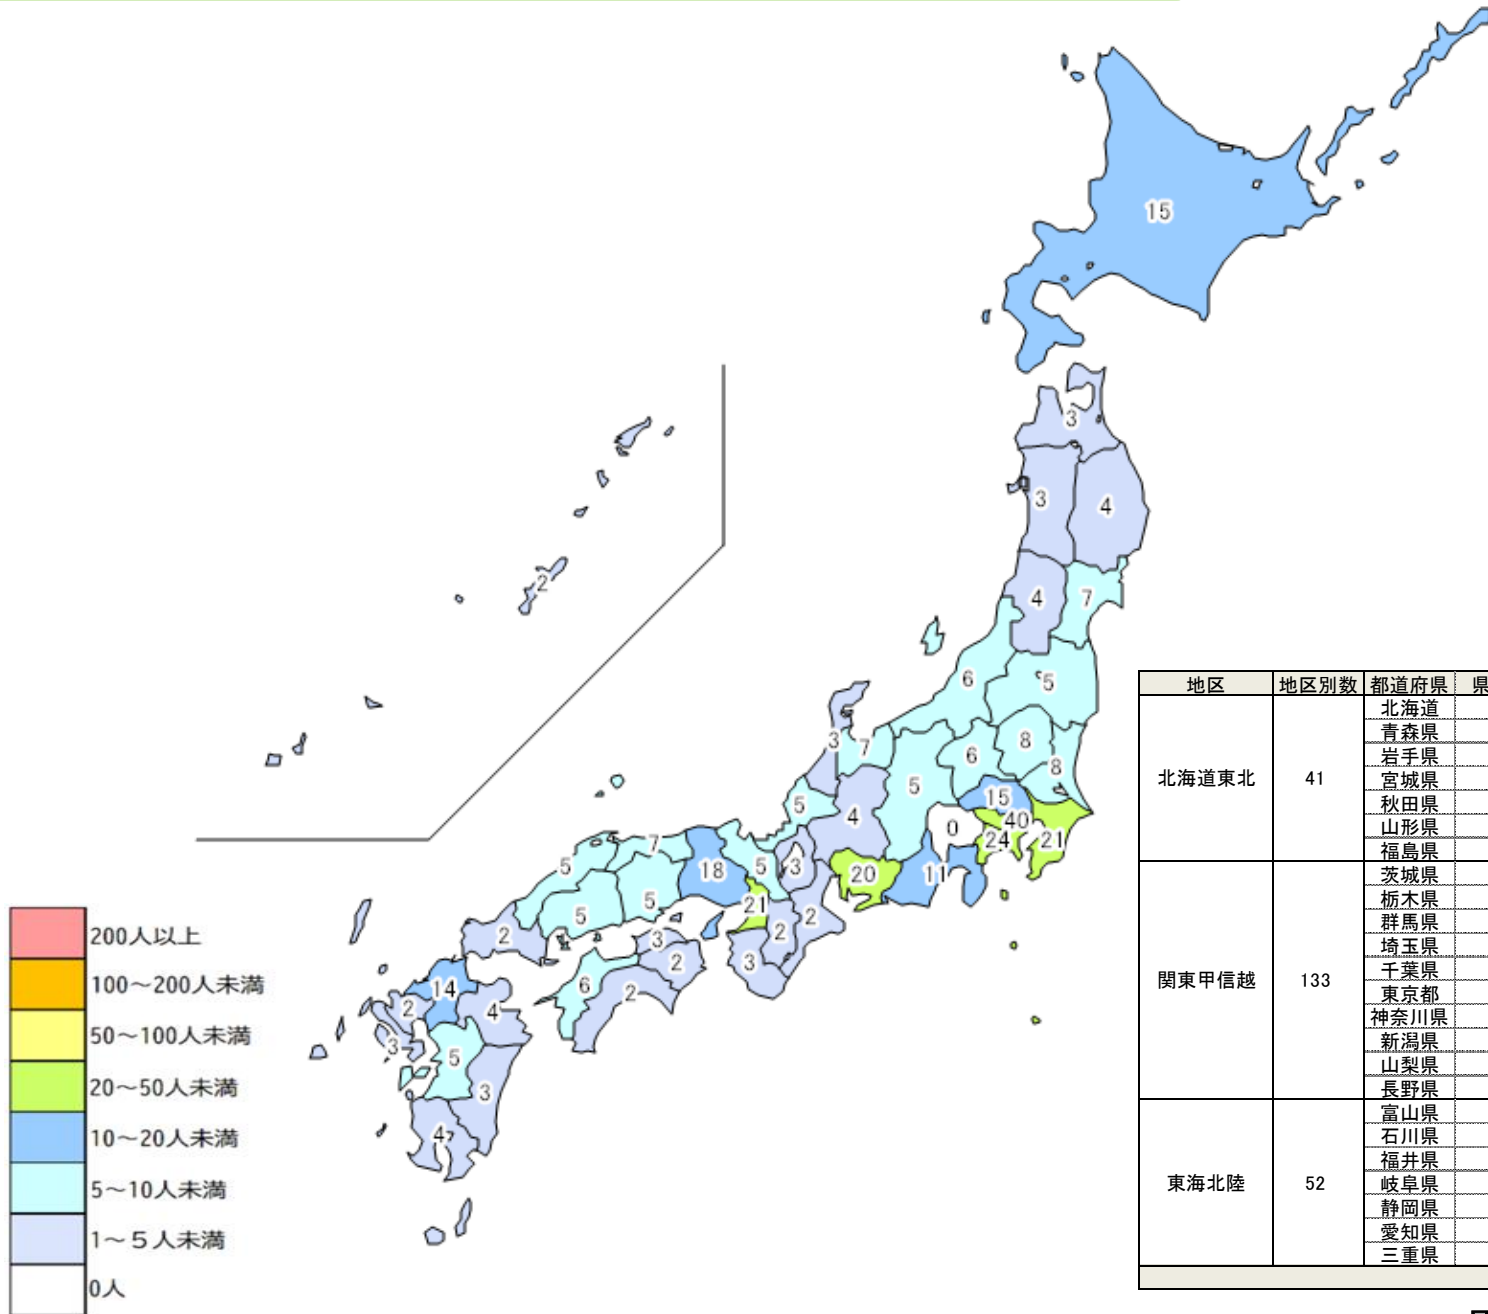 15
3
3
4
4
7
6
5
3
7
6
8
8
5
5
4
15
0
40
24
21
11
20
3
5
7
18
5
5
5
21
2
2
3
3
2
2
6
2
14
2
4
3
5
3
4
2
200人以上
100～200人未満
50～100人未満
20～50人未満
10～20人未満
5～10人未満
1～５人未満
0人
地区 地区別数 都道府県 県
北海道東北 41
北海道
青森県
岩手県
宮城県
秋田県
山形県
福島県
関東甲信越 133
茨城県
栃木県
群馬県
埼玉県
千葉県
東京都
神奈川県
新潟県
山梨県
長野県
東海北陸 52
富山県
石川県
福井県
岐阜県
静岡県
愛知県
三重県